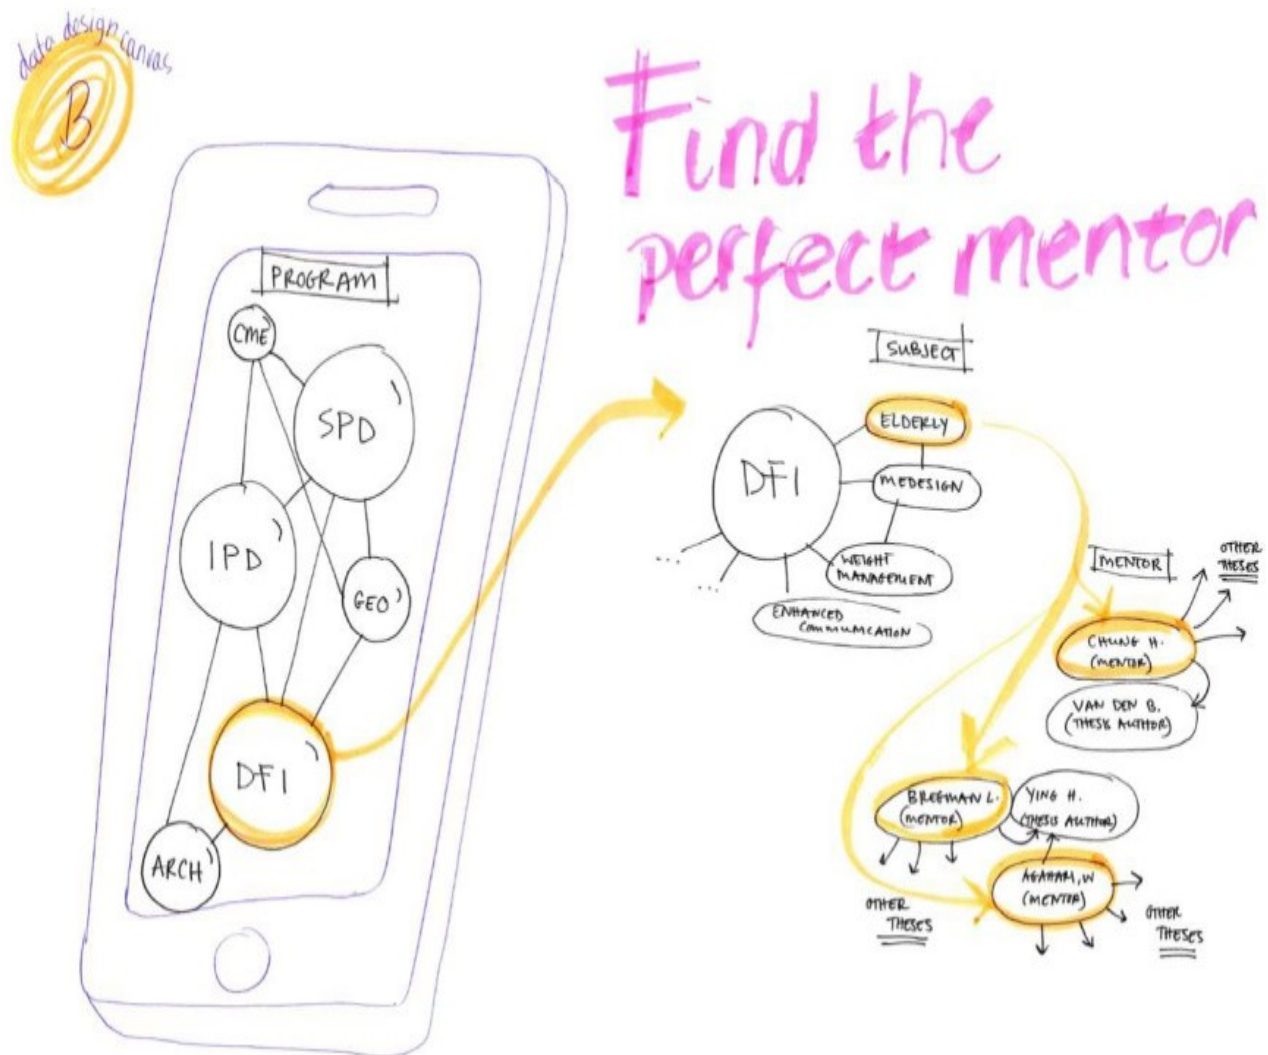 data design canvas
B
Find the
perfect mentor
PROGRAM
CME
SPD
IPD
GEO
DFI
ARCH
SUBJECT
ELDERLY
DFI
MEDESIGN
WEIGHT
MANAGEMENT
ENHANCED
COMMUNICATION
...
...
MENTOR
OTHER
THESES
CHUNG H.
(MENTOR)
VAN DEN B.
(THESIS AUTHOR)
BREGMAN L.
(MENTOR)
YING H.
(THESIS AUTHOR)
AGAHARI, W
(MENTOR)
OTHER
THESES
OTHER
THESES